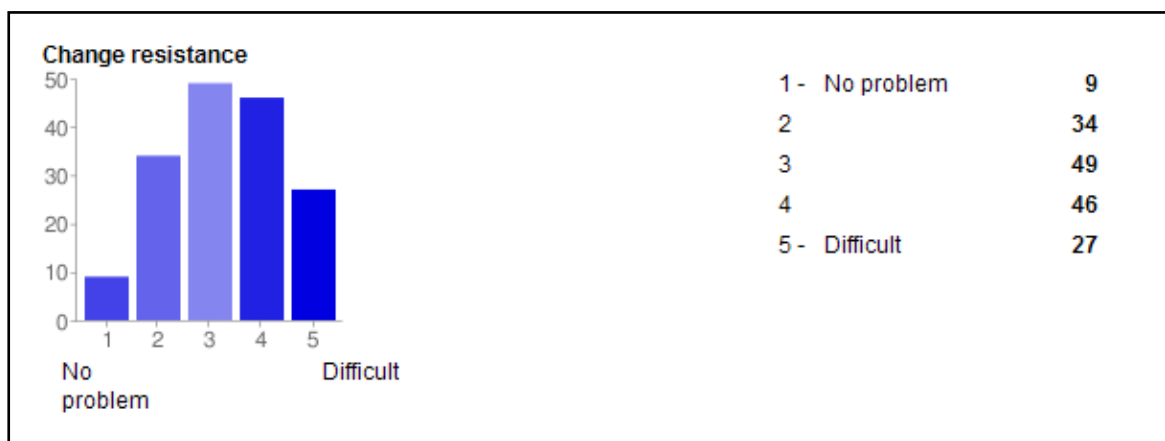 Change resistance
50
40
30
20
10
0
1 2 3 4 5
No
problem
Difficult
1 - No problem 9
2 34
3 49
4 46
5 - Difficult 27